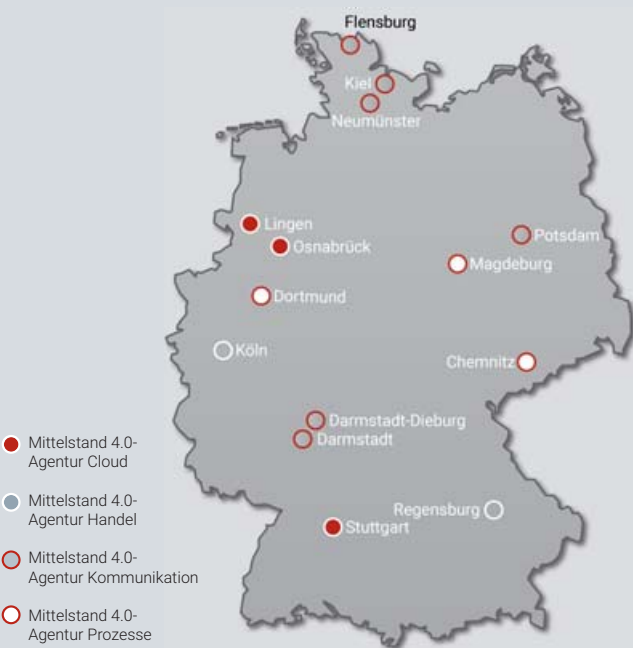 Flensburg
Kiel
Neumünster
Lingen
Potsdam
Osnabrück
Magdeburg
Dortmund
Köln
Chemnitz
Darmstadt-Dieburg
Darmstadt
Regensburg
Stuttgart
Mittelstand 4.0-
Agentur Cloud
Mittelstand 4.0-
Agentur Handel
Mittelstand 4.0-
Agentur Kommunikation
Mittelstand 4.0-
Agentur Prozesse